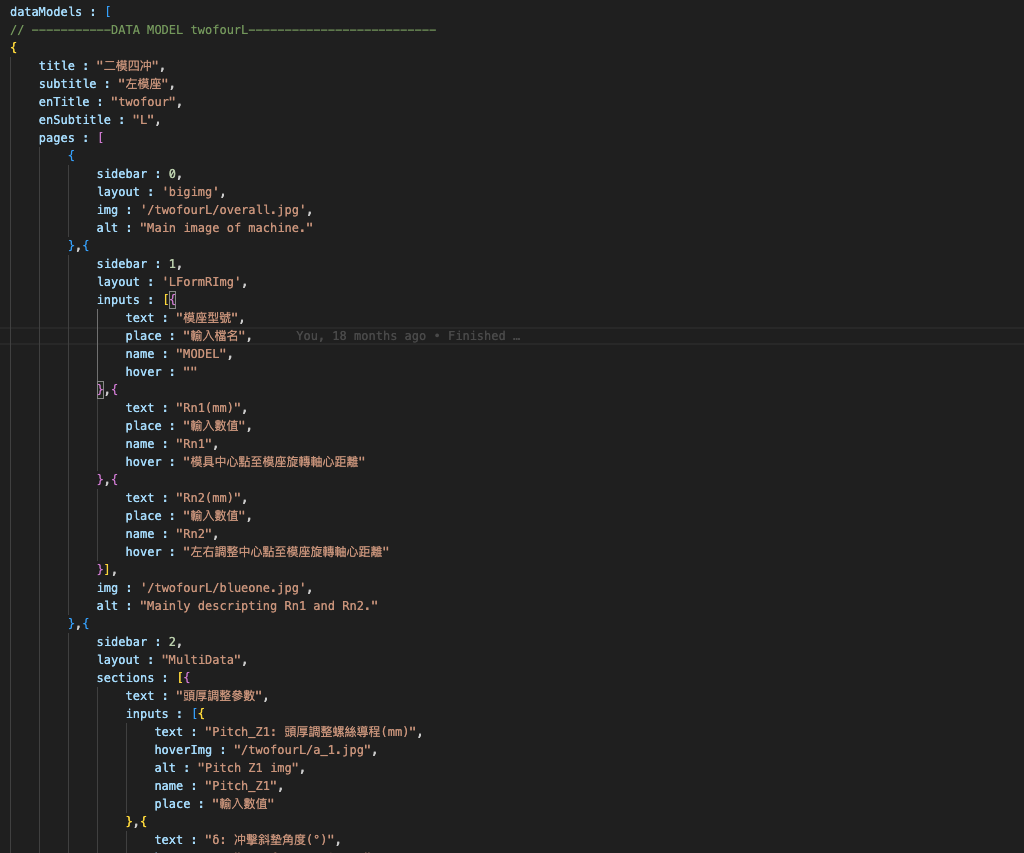 dataModels : [
// -----------DATA MODEL twofourL--------------------------
{
title : "二模四冲",
subtitle : "左模座",
enTitle : "twofour",
enSubtitle : "L",
pages : [
{
sidebar : 0,
layout : 'bigimg',
img : '/twofourL/overall.jpg',
alt : "Main image of machine."
},{
sidebar : 1,
layout : 'LFormRImg',
inputs : [{
text : "模座型號",
place : "輸入檔名", You, 18 months ago • Finished …
name : "MODEL",
hover : ""
},{
text : "Rn1(mm)",
place : "輸入數值",
name : "Rn1",
hover : "模具中心點至模座旋轉軸心距離"
},{
text : "Rn2(mm)",
place : "輸入數值",
name : "Rn2",
hover : "左右調整中心點至模座旋轉軸心距離"
}],
img : '/twofourL/blueone.jpg',
alt : "Mainly descripting Rn1 and Rn2."
},{
sidebar : 2,
layout : "MultiData",
sections : [{
text : "頭厚調整參數",
inputs : [{
text : "Pitch_Z1: 頭厚調整螺絲導程(mm)",
hoverImg : "/twofourL/a_1.jpg",
alt : "Pitch Z1 img",
name : "Pitch_Z1",
place : "輸入數值"
},{
text : "δ: 冲擊斜墊角度(°)",